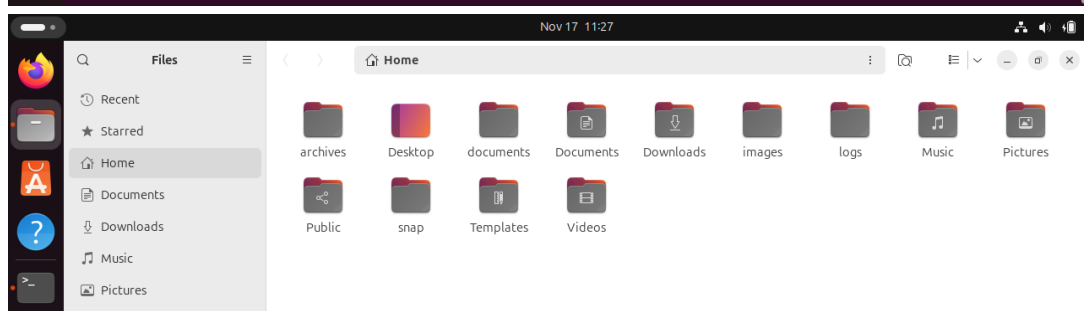 Nov 17 11:27
Files
Home
Recent
Starred
Home
Documents
Downloads
Music
Pictures
archives Desktop documents Documents Downloads images logs Music Pictures
Public snap Templates Videos